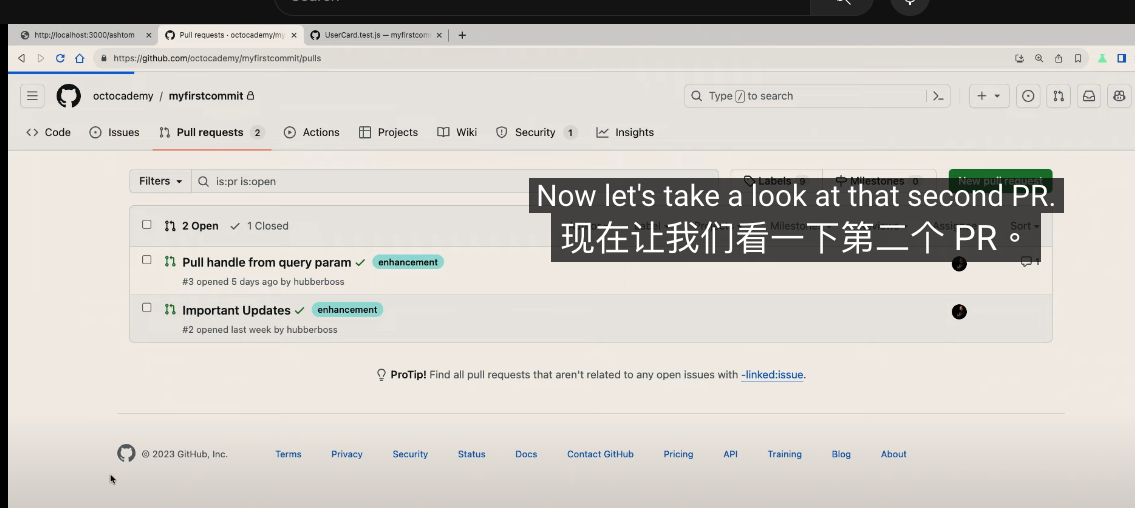 http://localhost:3000/ashtom
Pull requests · octocademy/my
UserCard.test.js — myfirstcom
https://github.com/octocademy/myfirstcommit/pulls
octocademy / myfirstcommit
Type / to search
Code
Issues
Pull requests 2
Actions
Projects
Wiki
Security 1
Insights
Filters
is:pr is:open
Labels 9
Milestones 0
New pull request
Now let's take a look at that second PR.
现在让我们看一下第二个 PR。
2 Open
1 Closed
Sort
Pull handle from query param
enhancement
1
#3 opened 5 days ago by hubberboss
Important Updates
enhancement
#2 opened last week by hubberboss
ProTip! Find all pull requests that aren't related to any open issues with -linked:issue.
© 2023 GitHub, Inc.
Terms
Privacy
Security
Status
Docs
Contact GitHub
Pricing
API
Training
Blog
About